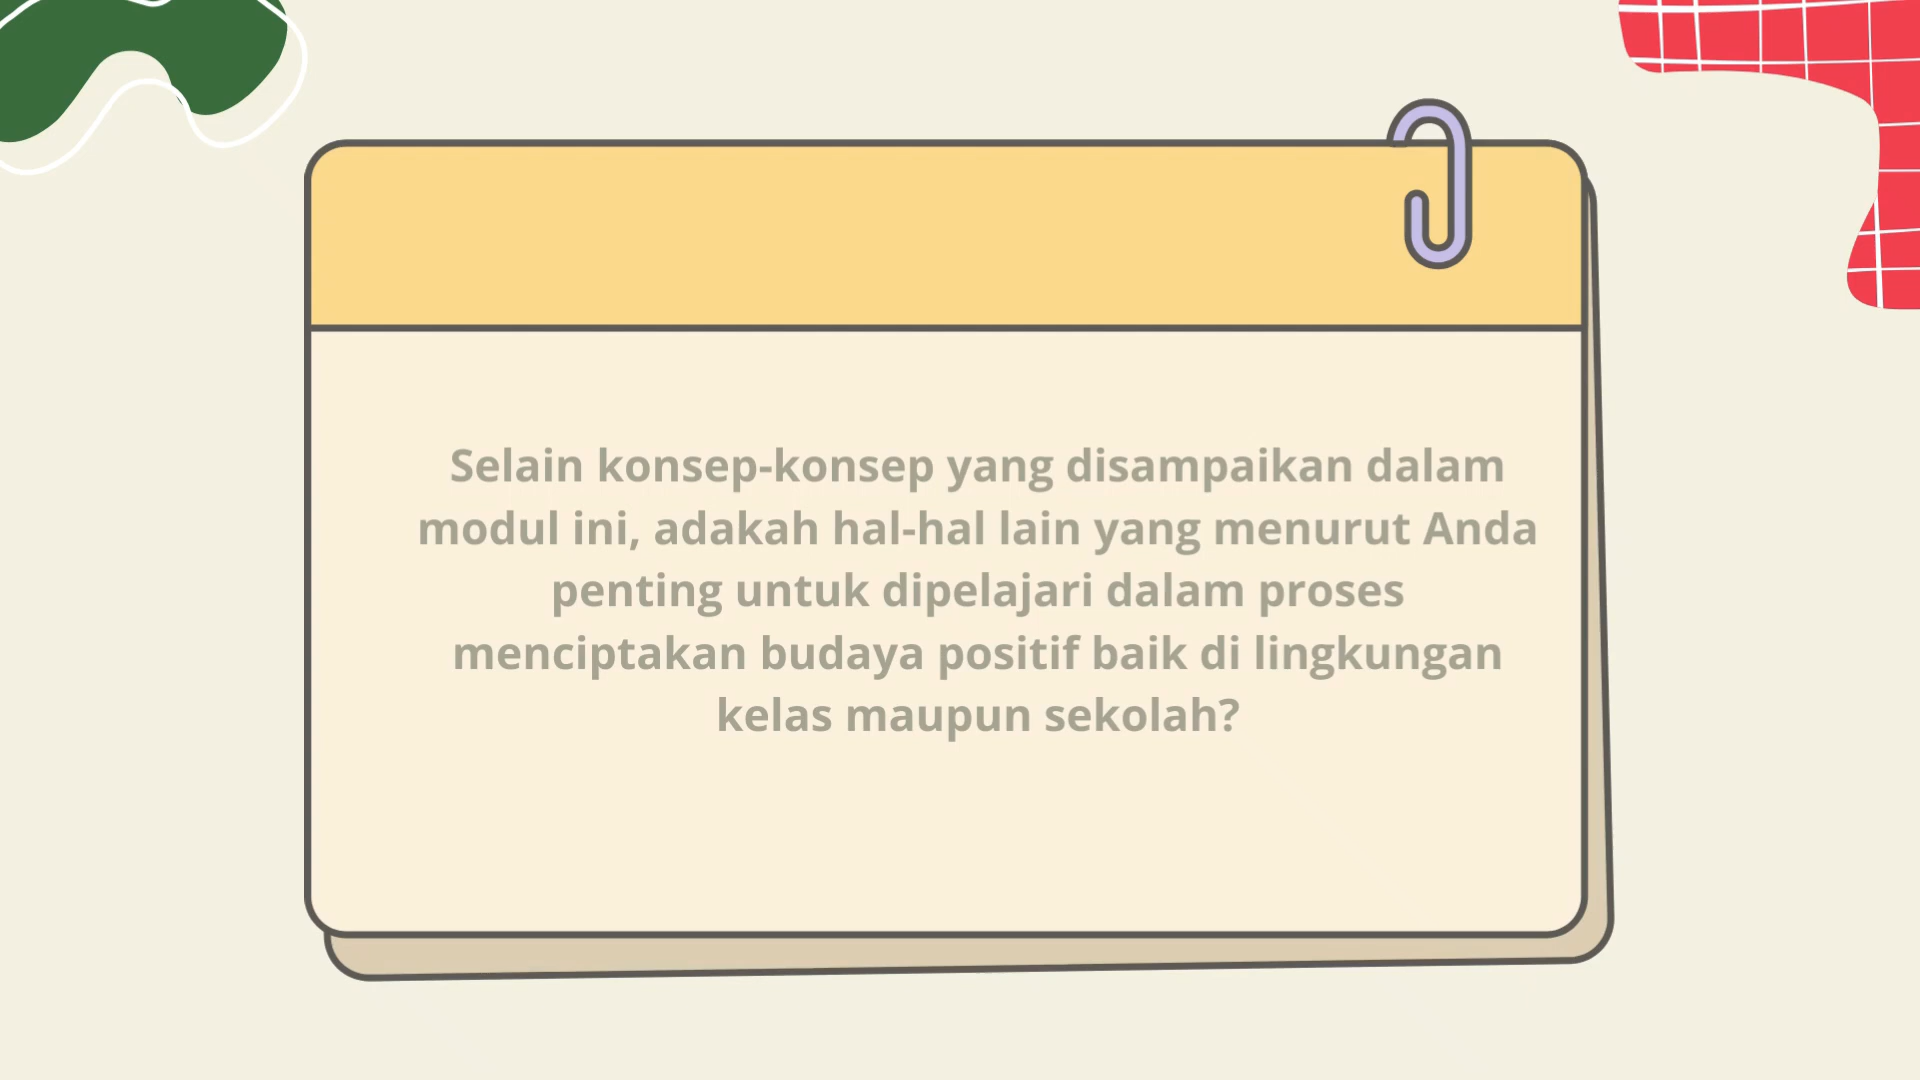 Selain konsep-konsep yang disampaikan dalam
modul ini, adakah hal-hal lain yang menurut Anda
penting untuk dipelajari dalam proses
menciptakan budaya positif baik di lingkungan
kelas maupun sekolah?